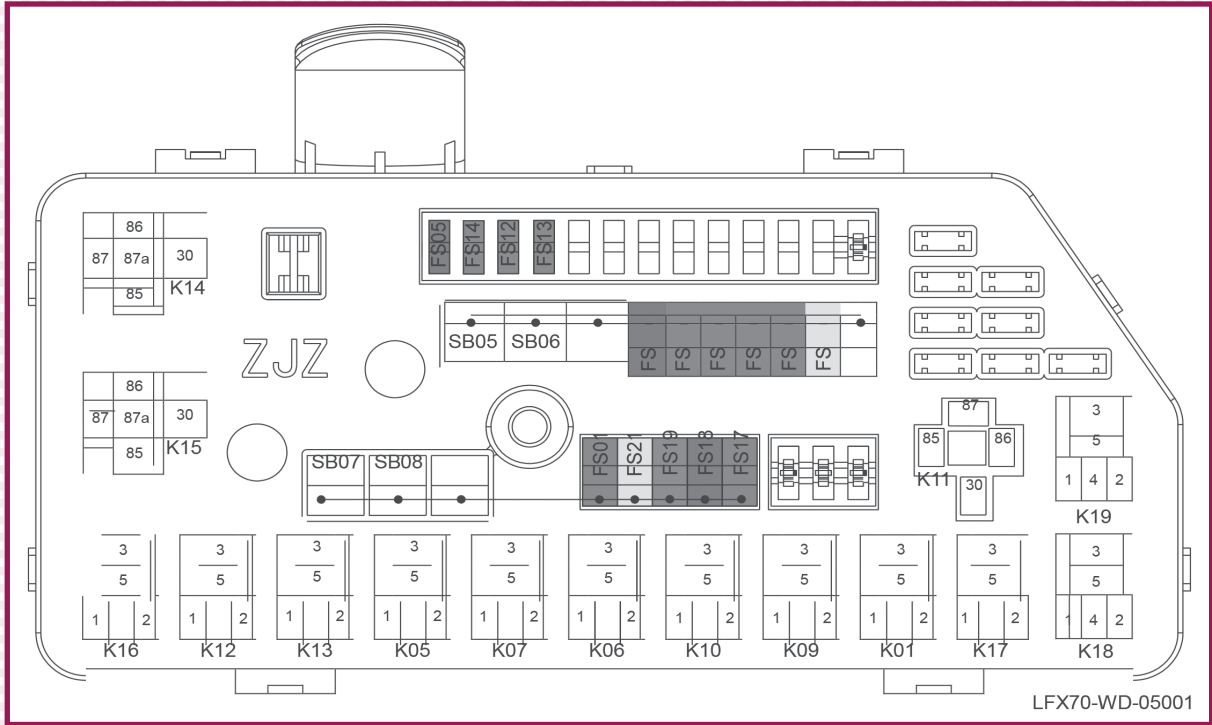 86
87 87a 30
85
K14
FS05 FS14 FS12 FS13
SB05 SB06
FS FS FS FS FS FS
ZJZ
86
87 87a 30
85
K15
SB07 SB08
FS01 FS21 FS19 FS18 FS17
87
85 86
K11
30
3
5
1 4 2
K19
3 3 3 3 3 3 3 3 3 3 3
5 5 5 5 5 5 5 5 5 5 5
1 2 1 2 1 2 1 2 1 2 1 2 1 2 1 2 1 2 1 2 1 4 2
K16 K12 K13 K05 K07 K06 K10 K09 K01 K17 K18
LFX70-WD-05001